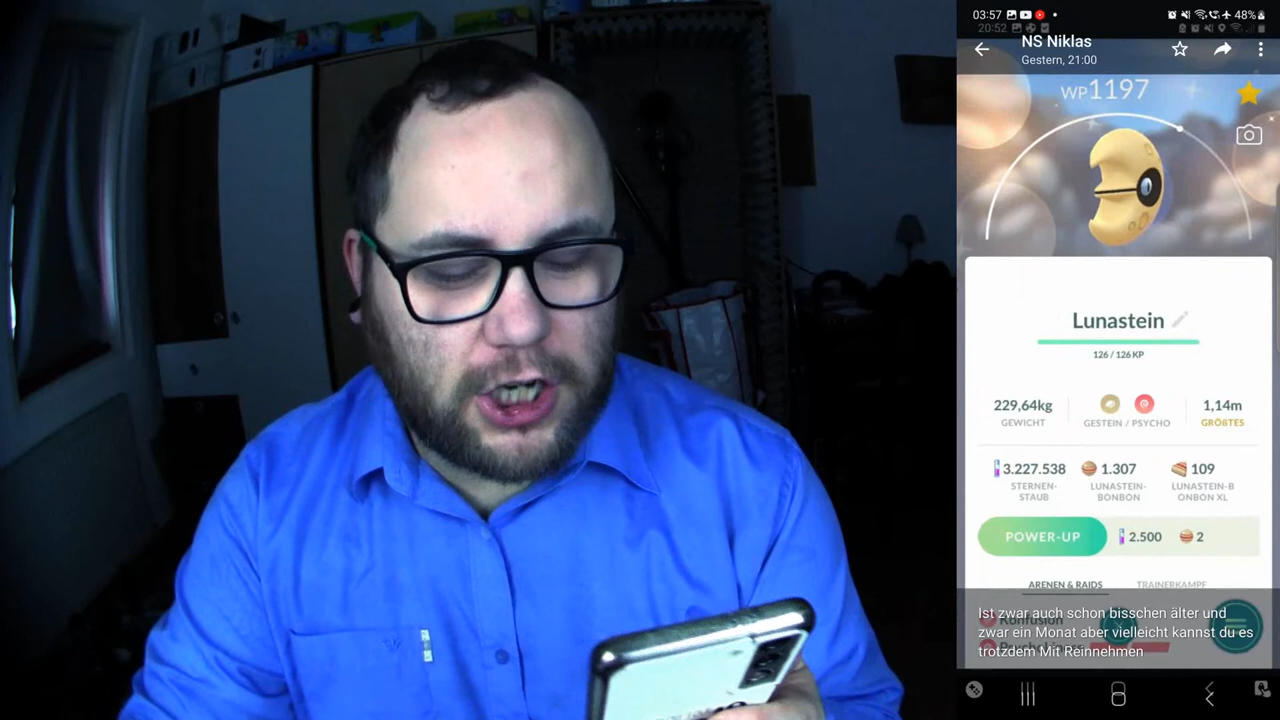 03:57
48%
20:52
NS Niklas
Gestern, 21:00
WP1197
Lunastein
126 / 126 KP
229,64kg
GEWICHT
GESTEIN / PSYCHO
1,14m
GRÖẞTES
3.227.538
STERNEN-
STAUB
1.307
LUNASTEIN-
BONBON
109
LUNASTEIN-B
ONBON XL
POWER-UP
2.500
2
ARENEN & RAIDS
TRAINERKAMPF
Konfusion
Ist zwar auch schon bisschen älter und
zwar ein Monat aber vielleicht kannst du es
trotzdem Mit Reinnehmen